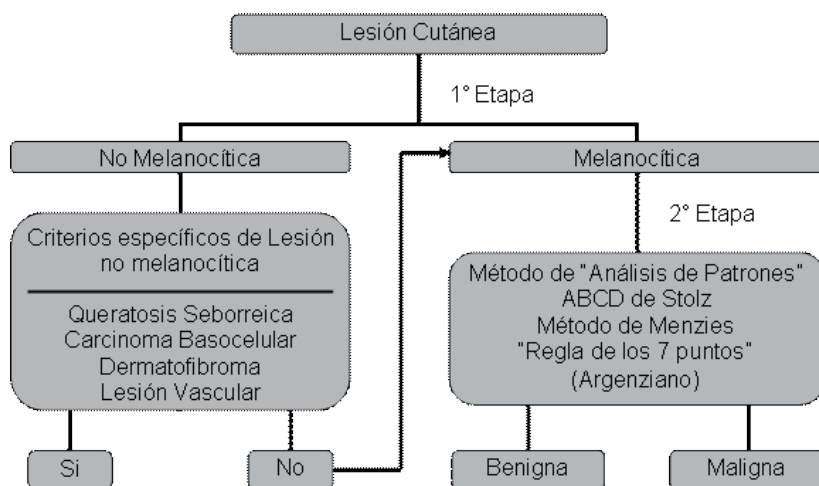 Lesión Cutánea
1° Etapa
No Melanocítica
Melanocítica
2° Etapa
Criterios específicos de Lesión
no melanocítica
Queratosis Seborreica
Carcinoma Basocelular
Dermatofibroma
Lesión Vascular
Método de "Análisis de Patrones"
ABCD de Stolz
Método de Menzies
"Regla de los 7 puntos"
(Argenziano)
Si
No
Benigna
Maligna